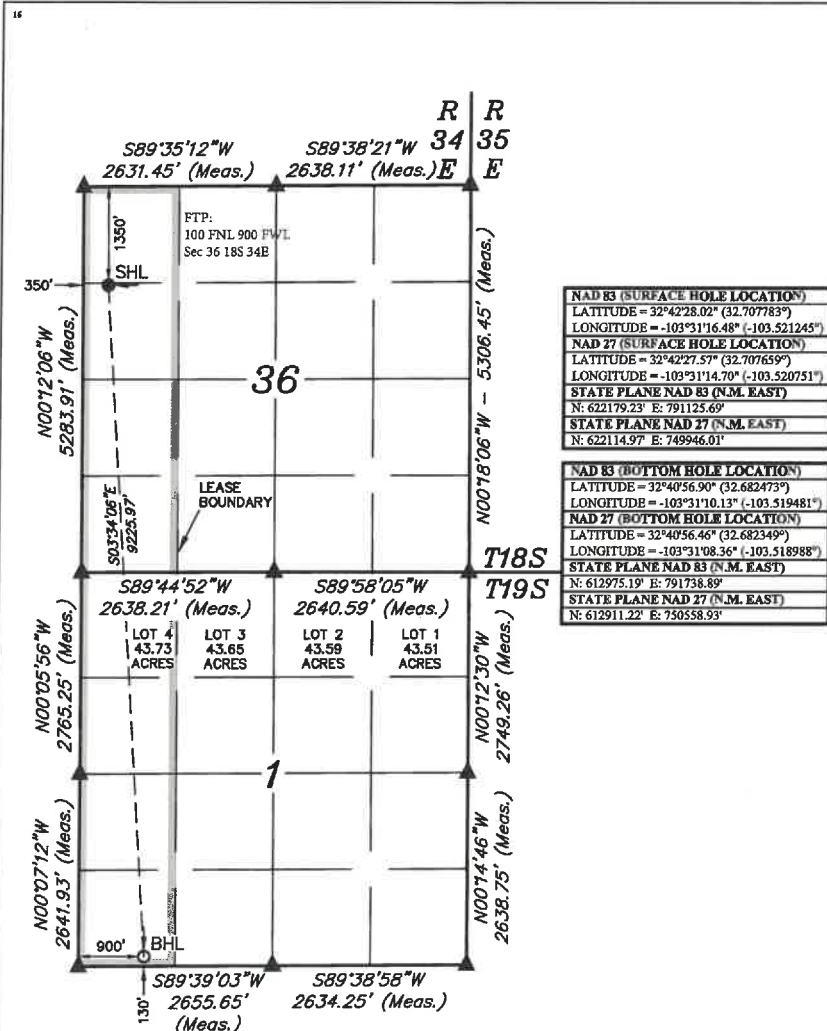 16
R R
34 35
E E
S89°35'12"W
2631.45' (Meas.)
S89°38'21"W
2638.11' (Meas.)
1350'
FTP:
100 FNL 900 FWL
Sec 36 18S 34E
350'
SHL
N00°12'06"W
5283.91' (Meas.)
36
N00°18'06"W – 5306.45' (Meas.)
S03°34'06"E
9225.97'
LEASE
BOUNDARY
NAD 83 (SURFACE HOLE LOCATION)
LATITUDE = 32°42'28.02" (32.707783°)
LONGITUDE = -103°31'16.48" (-103.521245°)
NAD 27 (SURFACE HOLE LOCATION)
LATITUDE = 32°42'27.57" (32.707659°)
LONGITUDE = -103°31'14.70" (-103.520751°)
STATE PLANE NAD 83 (N.M. EAST)
N: 622179.23' E: 791125.69'
STATE PLANE NAD 27 (N.M. EAST)
N: 622114.97' E: 749946.01'
NAD 83 (BOTTOM HOLE LOCATION)
LATITUDE = 32°40'56.90" (32.682473°)
LONGITUDE = -103°31'10.13" (-103.519481°)
NAD 27 (BOTTOM HOLE LOCATION)
LATITUDE = 32°40'56.46" (32.682349°)
LONGITUDE = -103°31'08.36" (-103.518988°)
STATE PLANE NAD 83 (N.M. EAST)
N: 612975.19' E: 791738.89'
STATE PLANE NAD 27 (N.M. EAST)
N: 612911.22' E: 750558.93'
T18S
T19S
S89°44'52"W
2638.21' (Meas.)
S89°58'05"W
2640.59' (Meas.)
LOT 4
43.73
ACRES
LOT 3
43.65
ACRES
LOT 2
43.59
ACRES
LOT 1
43.51
ACRES
N00°05'56"W
2765.25' (Meas.)
N00°12'30"W
2749.26' (Meas.)
1
N00°07'12"W
2641.93' (Meas.)
N00°14'46"W
2638.75' (Meas.)
900'
BHL
130'
S89°39'03"W
2655.65'
(Meas.)
S89°38'58"W
2634.25' (Meas.)